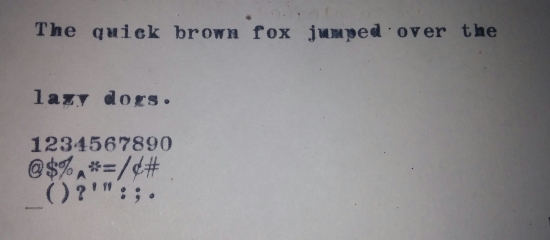 The quick brown fox jumped over the
lazy dogs.
1234567890
@$%‸*=/¢#
_()?'":;.